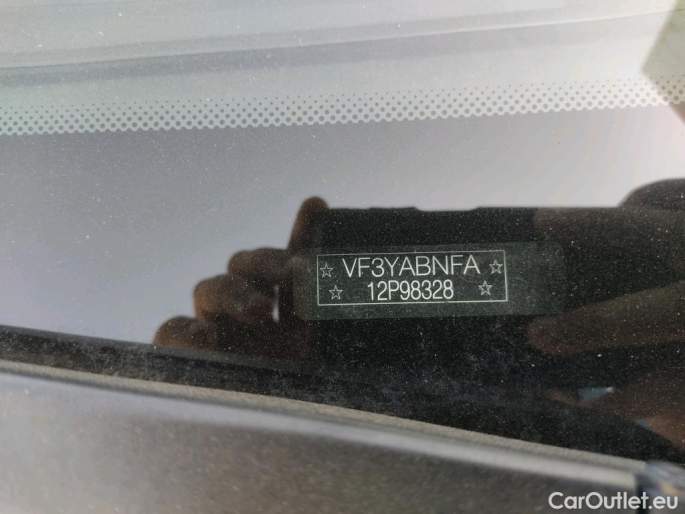 ☆ VF3YABNFA ☆
☆ 12P98328 ☆
CarOutlet.eu